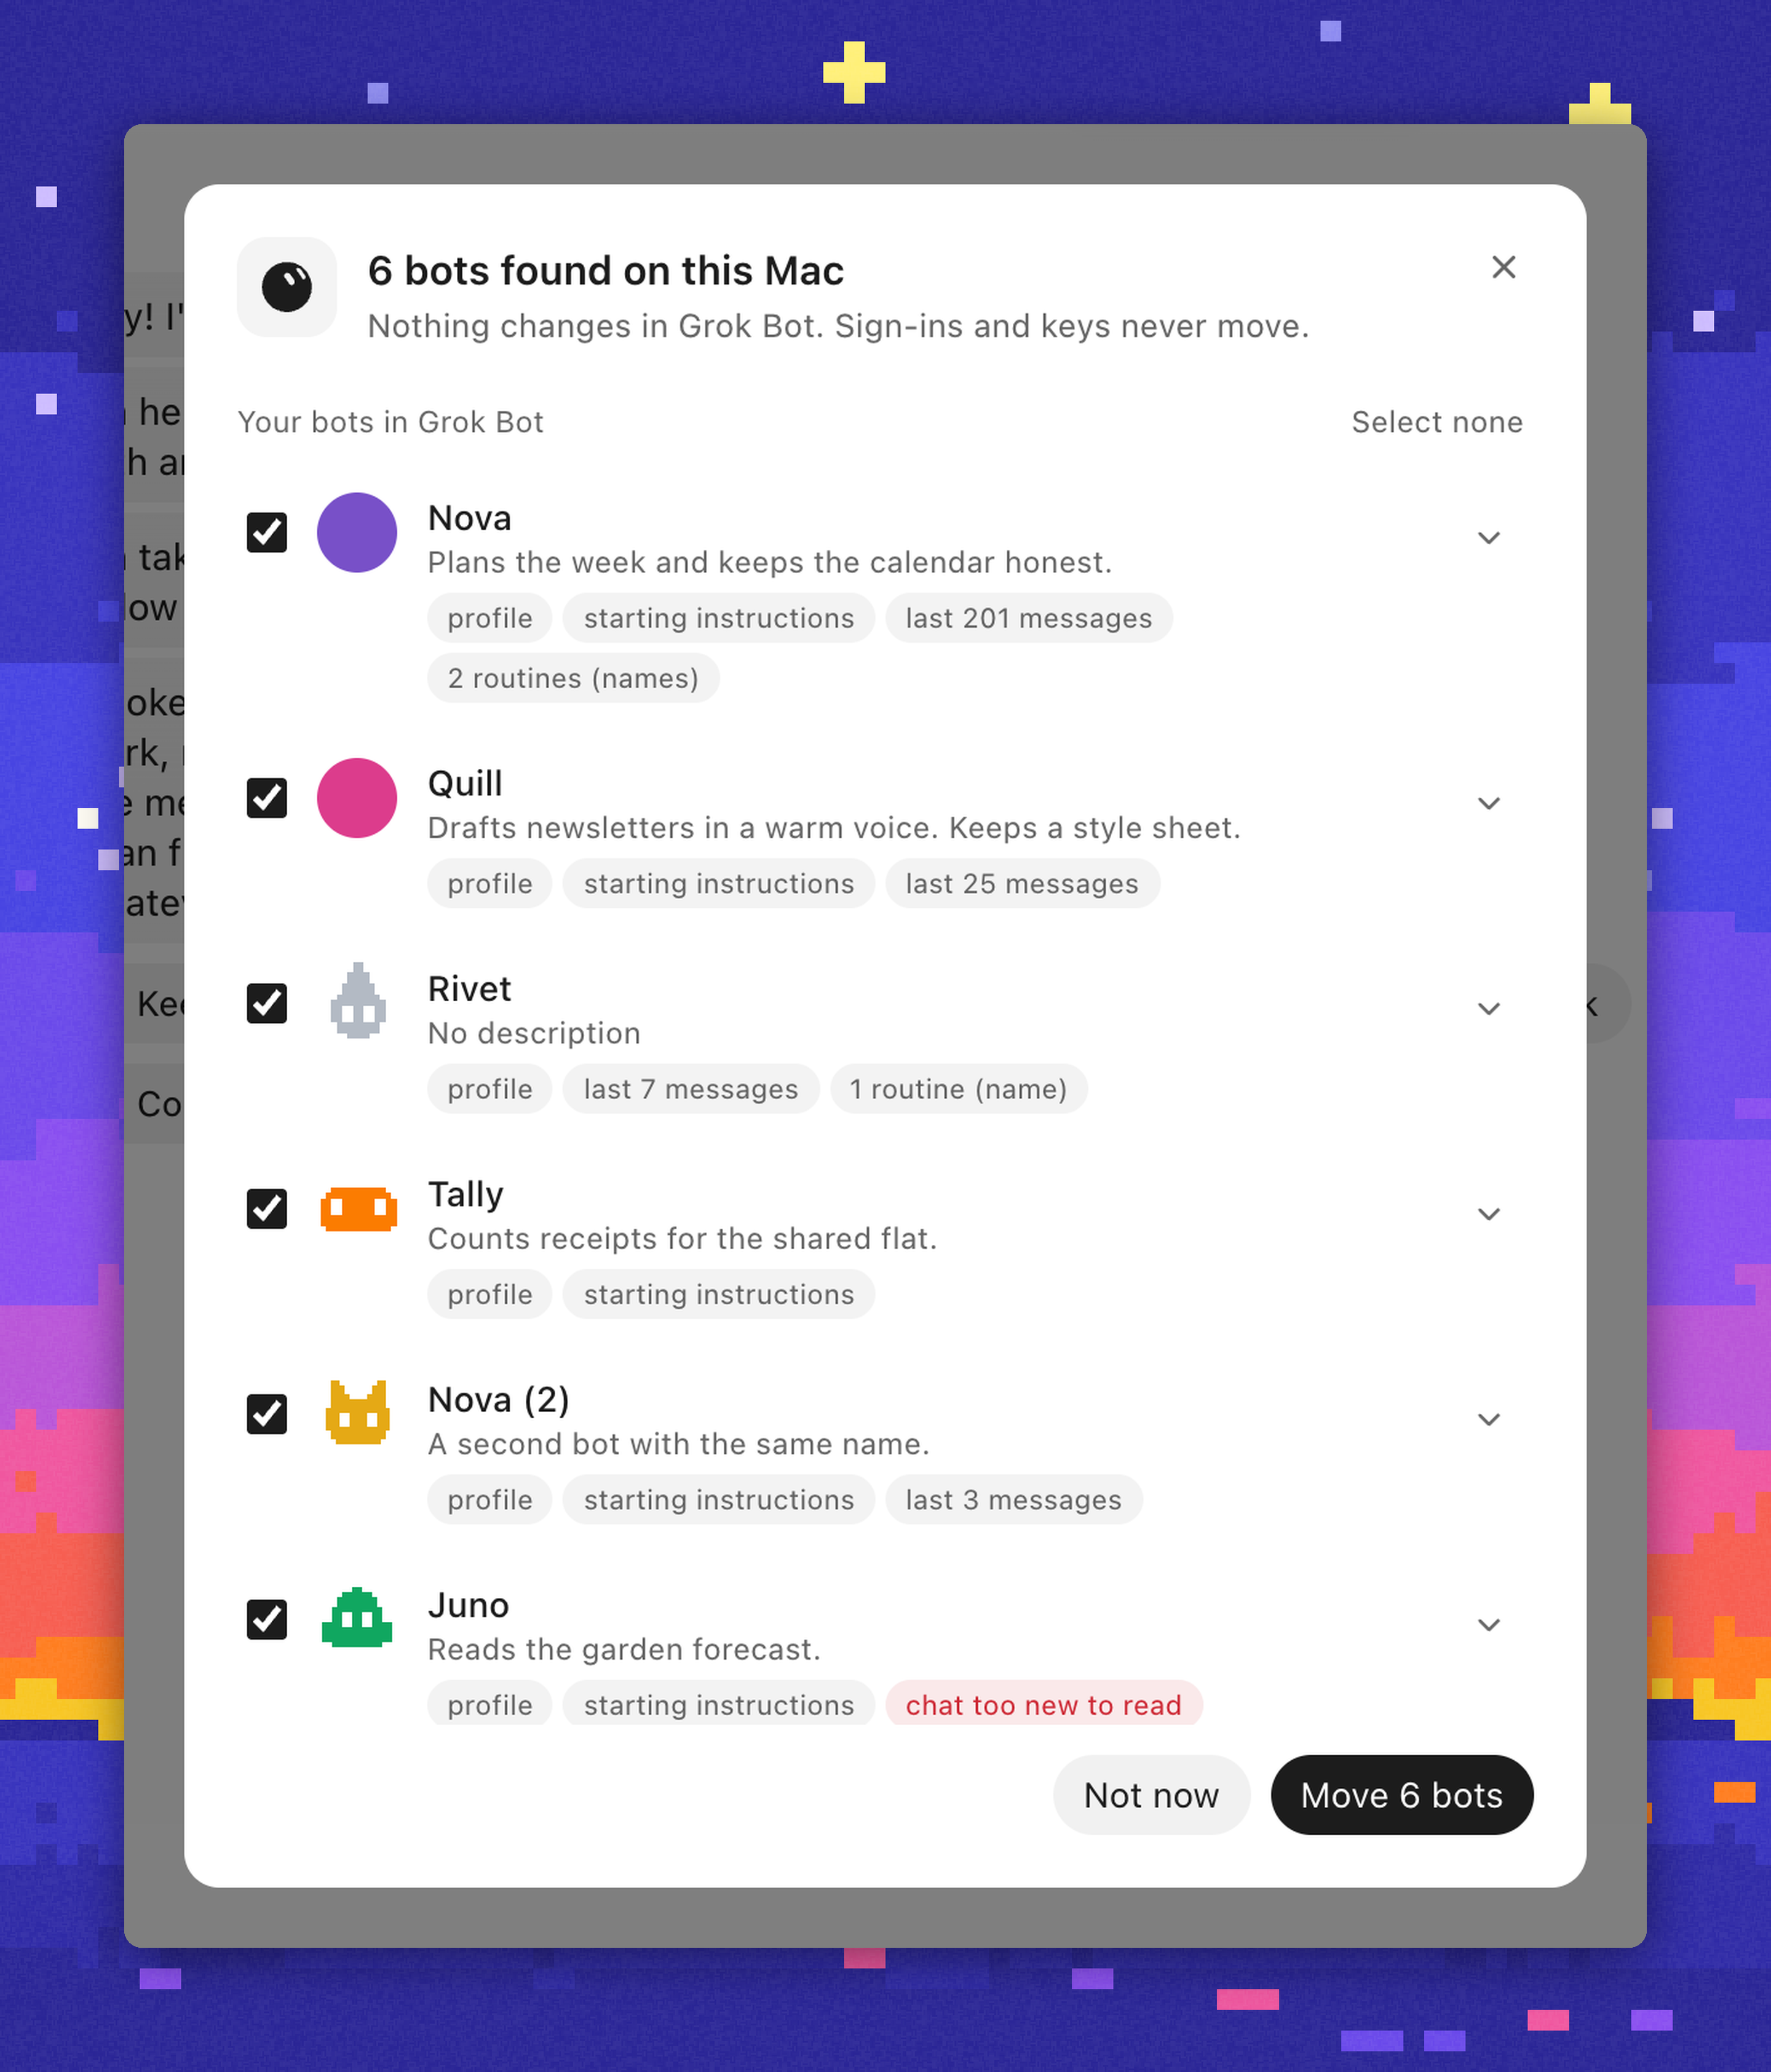 6 bots found on this Mac
Nothing changes in Grok Bot. Sign-ins and keys never move.
Your bots in Grok Bot
Select none
Nova
Plans the week and keeps the calendar honest.
profile
starting instructions
last 201 messages
2 routines (names)
Quill
Drafts newsletters in a warm voice. Keeps a style sheet.
profile
starting instructions
last 25 messages
Rivet
No description
profile
last 7 messages
1 routine (name)
Tally
Counts receipts for the shared flat.
profile
starting instructions
Nova (2)
A second bot with the same name.
profile
starting instructions
last 3 messages
Juno
Reads the garden forecast.
profile
starting instructions
chat too new to read
Not now
Move 6 bots